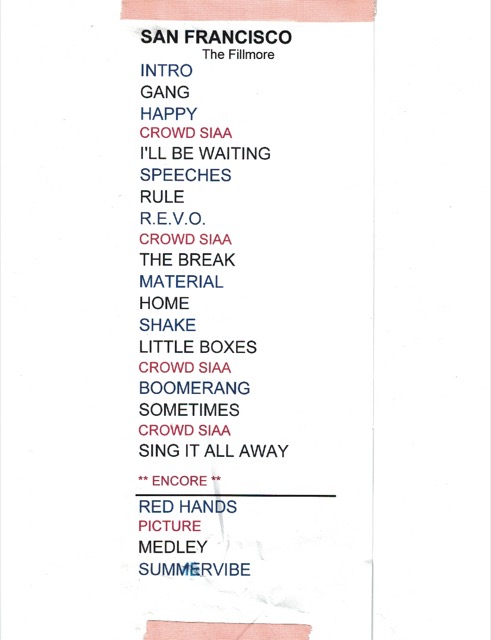 SAN FRANCISCO
The Fillmore
INTRO
GANG
HAPPY
CROWD SIAA
I'LL BE WAITING
SPEECHES
RULE
R.E.V.O.
CROWD SIAA
THE BREAK
MATERIAL
HOME
SHAKE
LITTLE BOXES
CROWD SIAA
BOOMERANG
SOMETIMES
CROWD SIAA
SING IT ALL AWAY
** ENCORE **
RED HANDS
PICTURE
MEDLEY
SUMMERVIBE